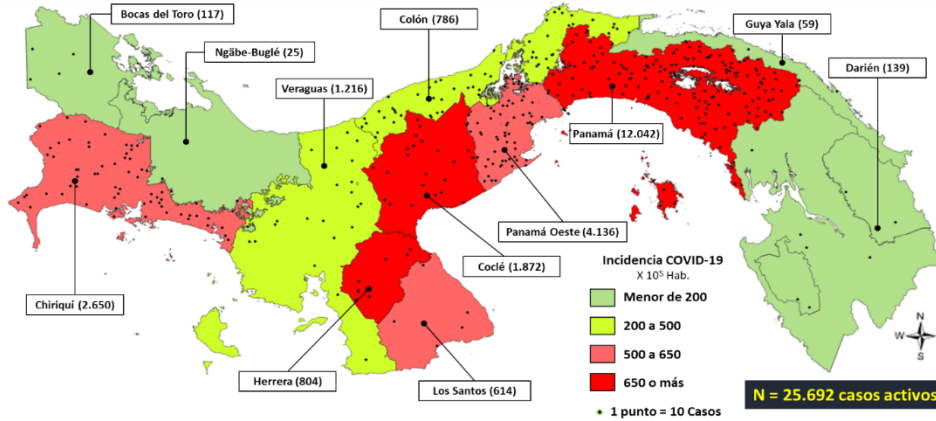 Bocas del Toro (117)
Ngäbe-Buglé (25)
Veraguas (1.216)
Colón (786)
Guya Yala (59)
Darién (139)
Panamá (12.042)
Panamá Oeste (4.136)
Coclé (1.872)
Chiriquí (2.650)
Herrera (804)
Los Santos (614)
Incidencia COVID-19
X 10⁵ Hab.
Menor de 200
200 a 500
500 a 650
650 o más
1 punto = 10 Casos
N
W E
S
N = 25.692 casos activos